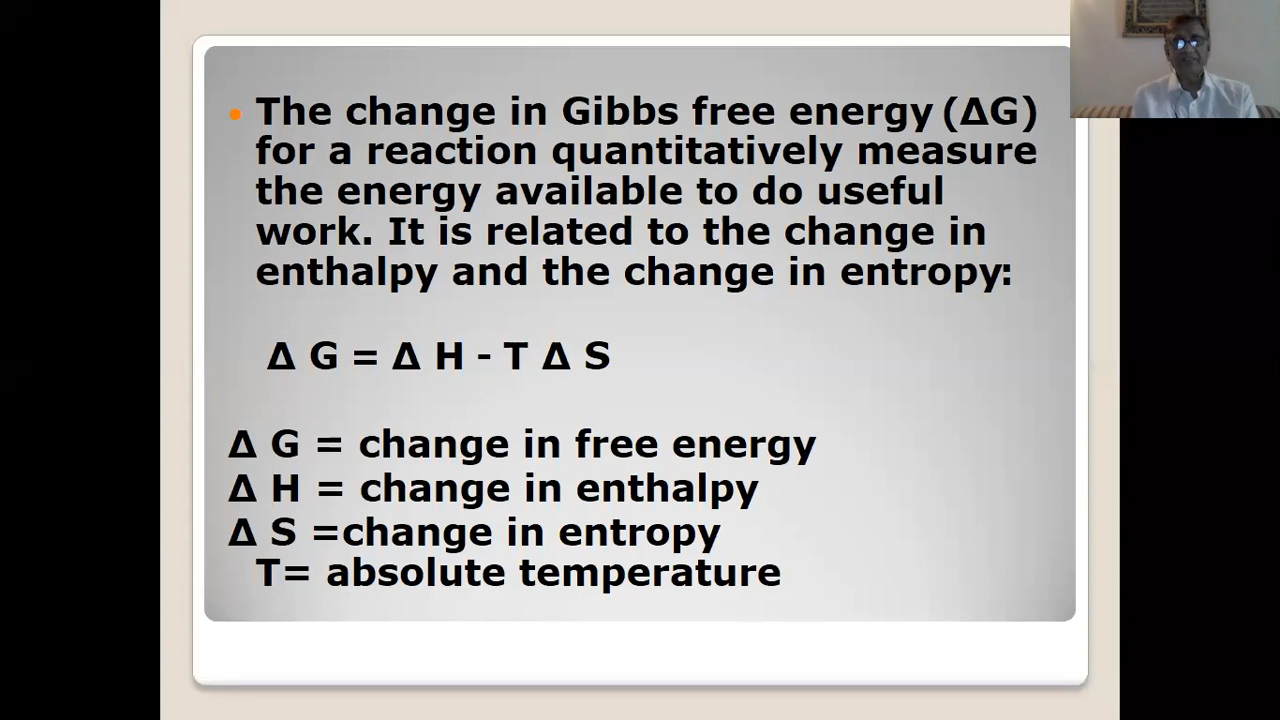 The change in Gibbs free energy (ΔG)
for a reaction quantitatively measure
the energy available to do useful
work. It is related to the change in
enthalpy and the change in entropy:
Δ G = Δ H - T Δ S
Δ G = change in free energy
Δ H = change in enthalpy
Δ S =change in entropy
T= absolute temperature